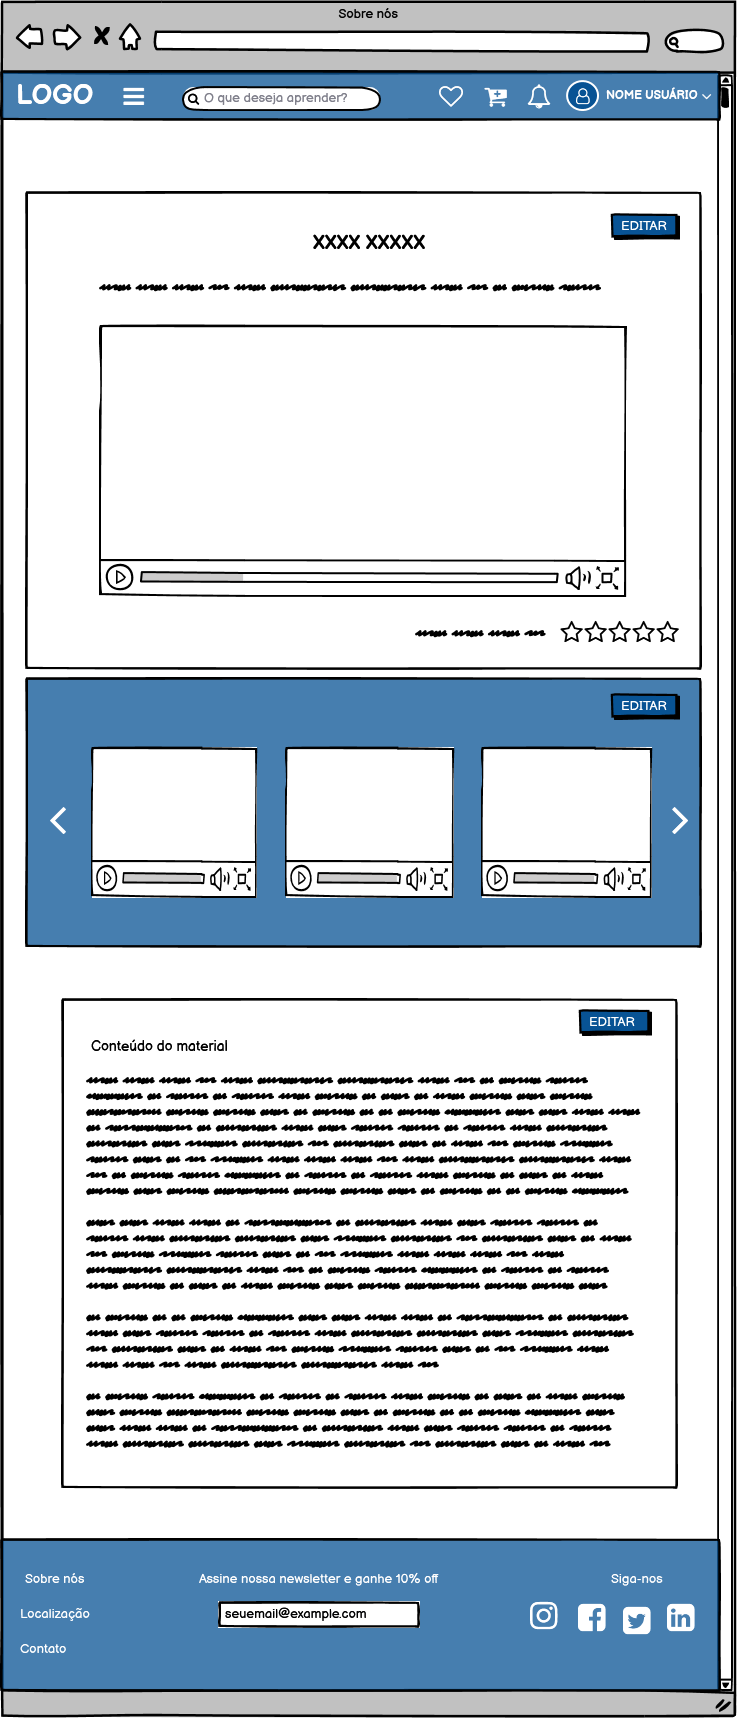 Sobre nós
LOGO
O que deseja aprender?
NOME USUÁRIO
EDITAR
XXXX XXXXX
EDITAR
EDITAR
Conteúdo do material
Sobre nós
Assine nossa newsletter e ganhe 10% off
Siga-nos
Localização
seuemail@example.com
Contato